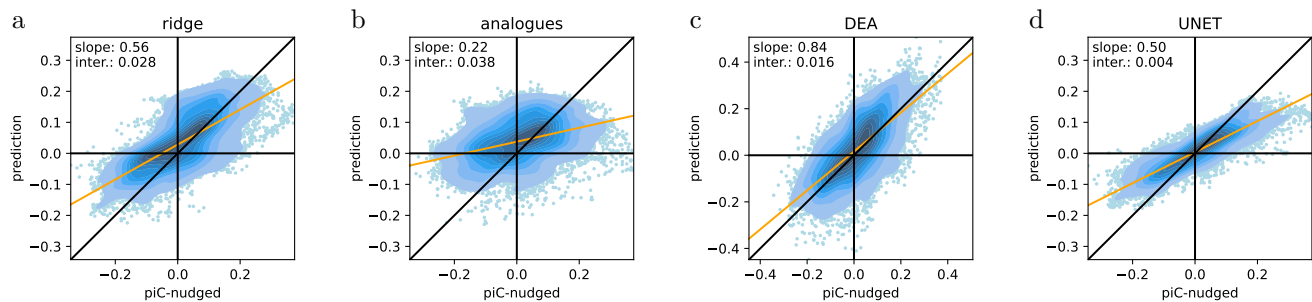 a
ridge
slope: 0.56
inter.: 0.028
0.3
0.2
0.1
0.0
−0.1
−0.2
−0.3
prediction
−0.2
0.0
0.2
piC-nudged
b
analogues
slope: 0.22
inter.: 0.038
0.3
0.2
0.1
0.0
−0.1
−0.2
−0.3
prediction
−0.2
0.0
0.2
piC-nudged
c
DEA
slope: 0.84
inter.: 0.016
0.4
0.2
0.0
−0.2
−0.4
prediction
−0.4
−0.2
0.0
0.2
0.4
piC-nudged
d
UNET
slope: 0.50
inter.: 0.004
0.3
0.2
0.1
0.0
−0.1
−0.2
−0.3
prediction
−0.2
0.0
0.2
piC-nudged